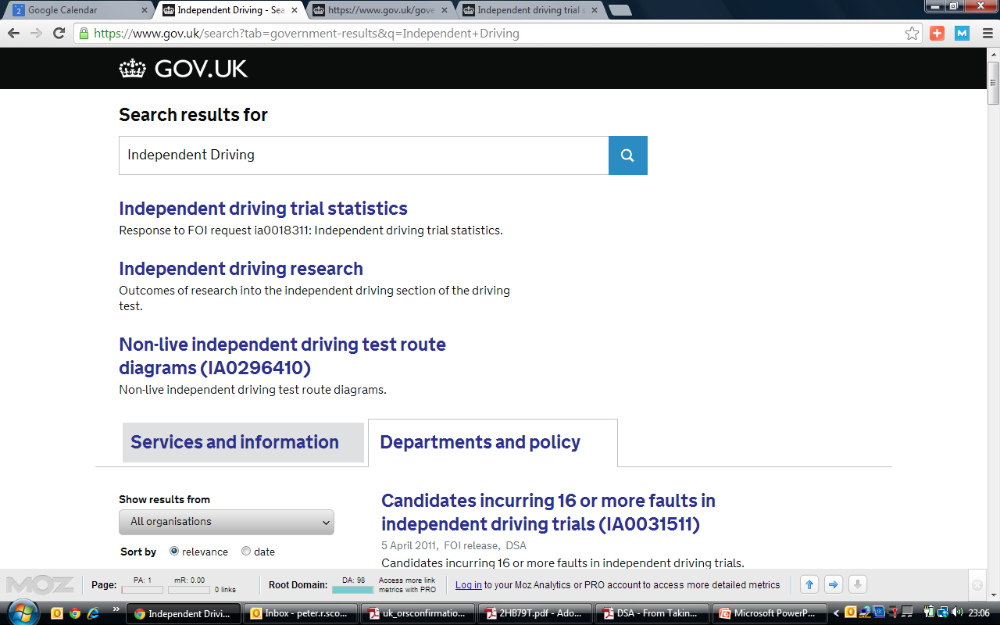 2 Google Calendar
Independent Driving - Sea
https://www.gov.uk/gove
Independent driving trial s
https://www.gov.uk/search?tab=government-results&q=Independent+Driving
M
GOV.UK
Search results for
Independent Driving
Independent driving trial statistics
Response to FOI request ia0018311: Independent driving trial statistics.
Independent driving research
Outcomes of research into the independent driving section of the driving
test.
Non-live independent driving test route
diagrams (IA0296410)
Non-live independent driving test route diagrams.
Services and information
Departments and policy
Show results from
All organisations
Sort by relevance date
Candidates incurring 16 or more faults in
independent driving trials (IA0031511)
5 April 2011, FOI release, DSA
Candidates incurring 16 or more faults in independent driving trials.
MOZ
Page:
PA: 1
mR: 0.00
0 links
Root Domain:
DA: 98
Access more link
metrics with PRO
Log in to your Moz Analytics or PRO account to access more detailed metrics
Independent Drivi...
Inbox - peter.r.sco...
uk_orsconfirmatio...
2HB79T.pdf - Ado...
DSA - From Takin...
Microsoft PowerP...
23:06